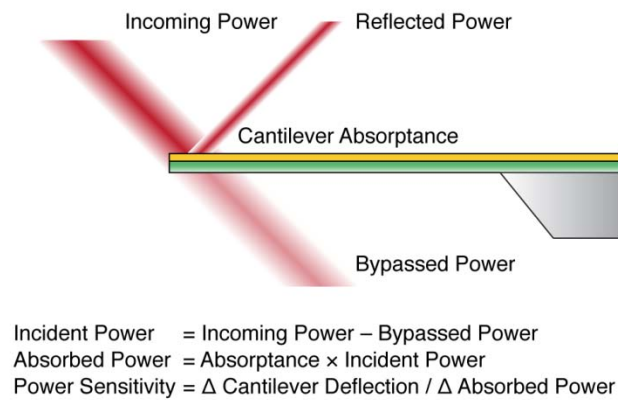 Incoming Power Reflected Power
Cantilever Absorptance
Bypassed Power
Incident Power = Incoming Power – Bypassed Power
Absorbed Power = Absorptance × Incident Power
Power Sensitivity = Δ Cantilever Deflection / Δ Absorbed Power